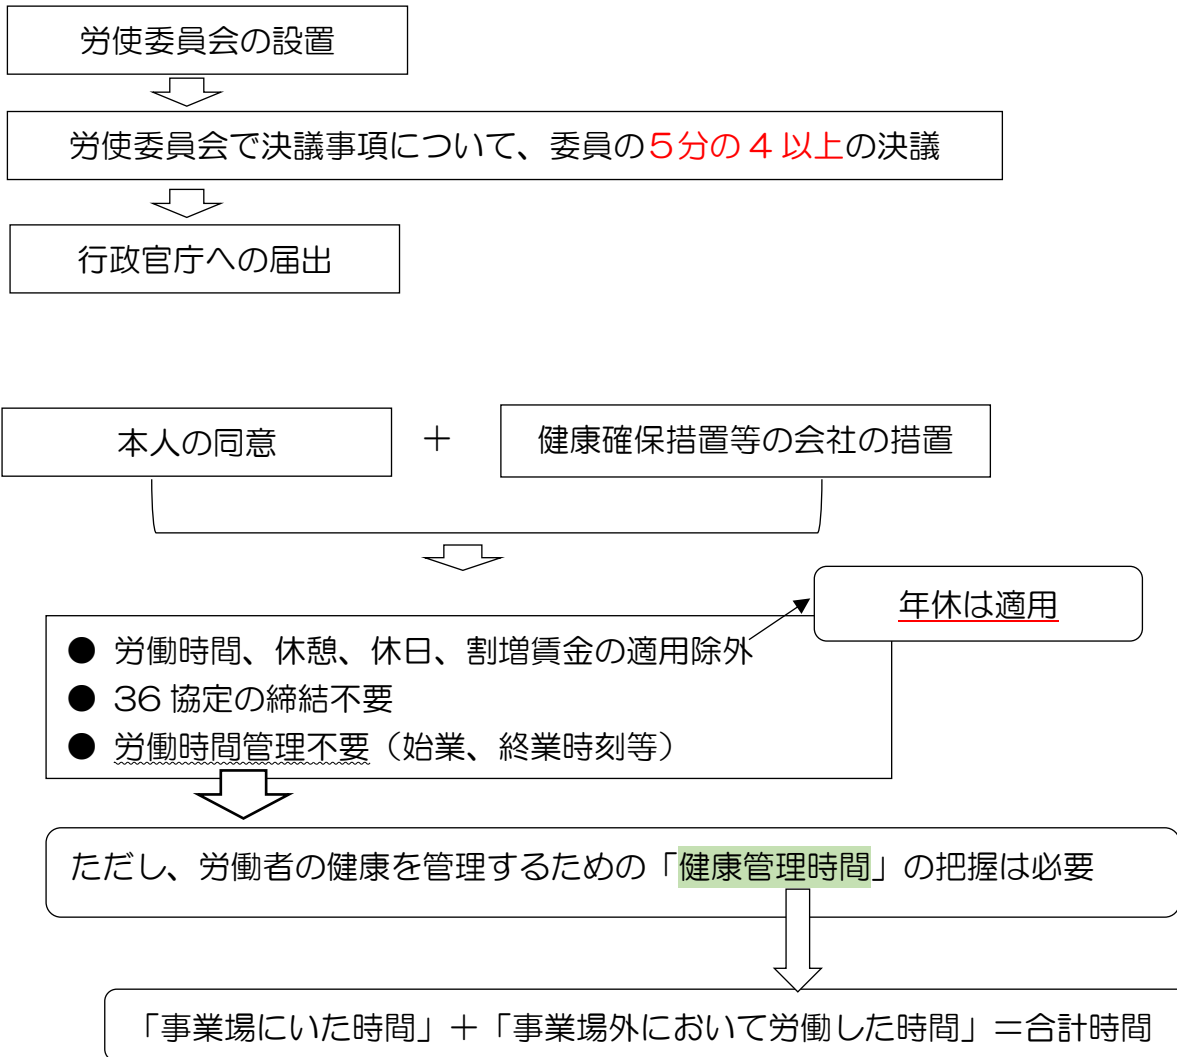 労使委員会の設置
労使委員会で決議事項について、委員の5分の4以上の決議
行政官庁への届出
本人の同意
+
健康確保措置等の会社の措置
年休は適用
● 労働時間、休憩、休日、割増賃金の適用除外
● 36協定の締結不要
● 労働時間管理不要（始業、終業時刻等）
ただし、労働者の健康を管理するための「健康管理時間」の把握は必要
「事業場にいた時間」＋「事業場外において労働した時間」＝合計時間